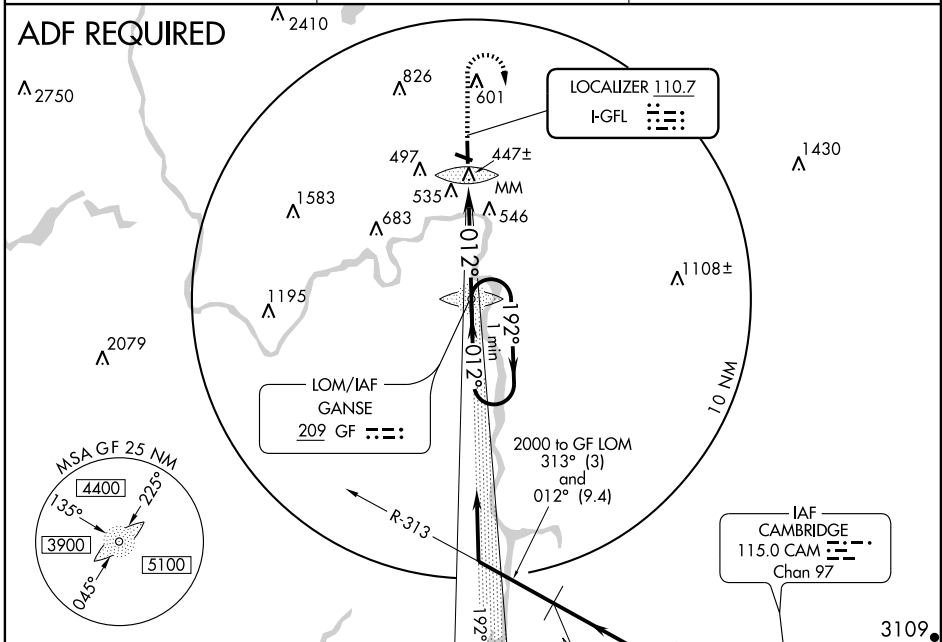 ADF REQUIRED
2410
2750
826
601
LOCALIZER 110.7
I-GFL
497
447±
1430
535
MM
546
1583
683
012°
1108±
1195
192°
1 min
012°
2079
LOM/IAF
GANSE
209 GF
10 NM
2000 to GF LOM
313° (3)
and
012° (9.4)
R-313
MSA GF 25 NM
4400
225°
135°
3900
5100
045°
IAF
CAMBRIDGE
115.0 CAM
Chan 97
192°
3109